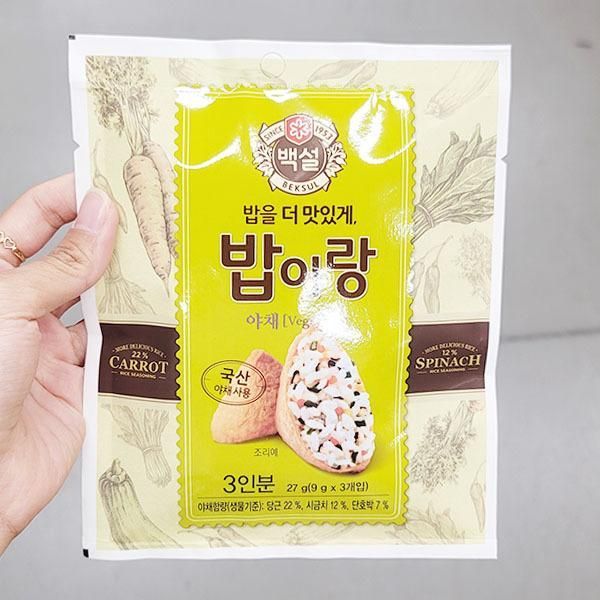 SINCE 1953
백설
BEKSUL
밥을 더 맛있게,
밥이랑
야채 [Veg
MORE DELICIOUS RICE
22 %
CARROT
RICE SEASONING
MORE DELICIOUS RICE
12 %
SPINACH
RICE SEASONING
국산
야채 사용
조리예
3인분 27 g(9 g x 3개입)
야채함량(생물기준): 당근 22 %, 시금치 12 %, 단호박 7 %